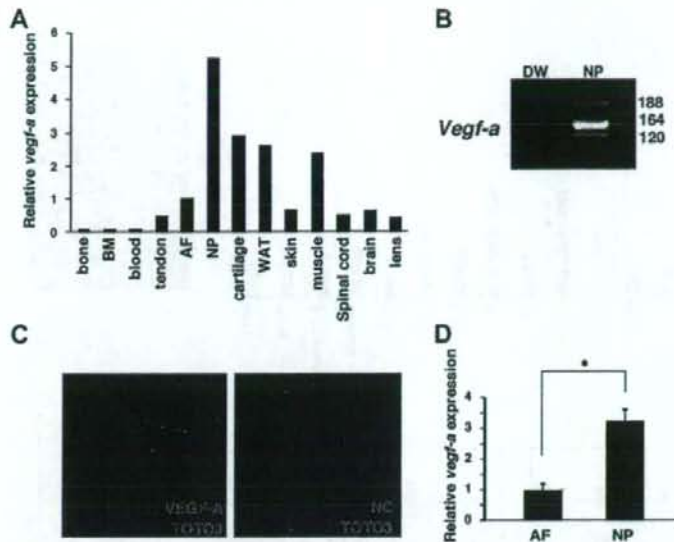 A
Relative vegf-a expression
6
5
4
3
2
1
0
bone
BM
blood
tendon
AF
NP
cartilage
WAT
skin
muscle
Spinal cord
brain
lens
B
DW NP
Vegf-a
188
164
120
C
VEGF-A
TOTO3
NC
TOTO3
D
Relative vegf-a expression
4
3
2
1
0
*
AF NP